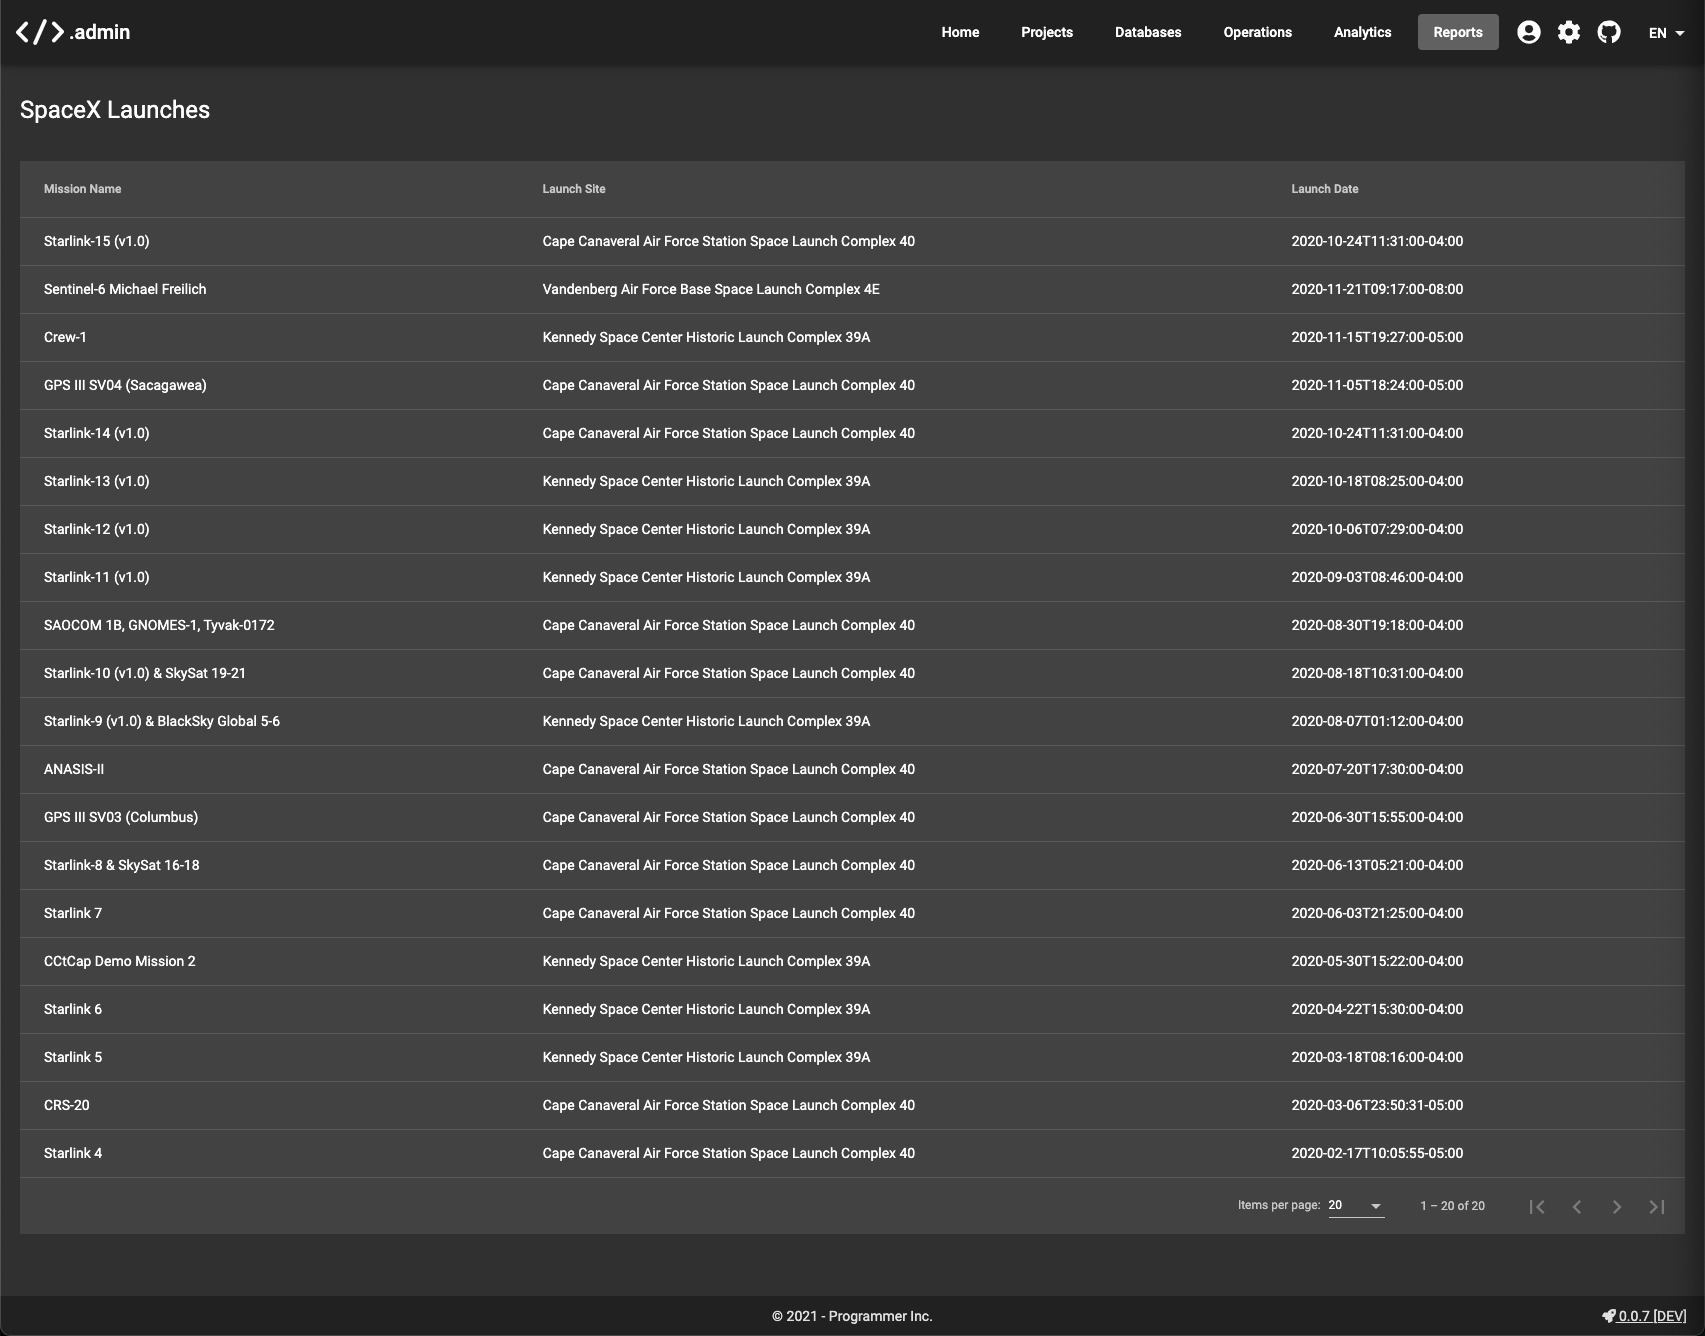 </> .admin Home Projects Databases Operations Analytics Reports EN
SpaceX Launches
Mission Name Launch Site Launch Date
Starlink-15 (v1.0) Cape Canaveral Air Force Station Space Launch Complex 40 2020-10-24T11:31:00-04:00
Sentinel-6 Michael Freilich Vandenberg Air Force Base Space Launch Complex 4E 2020-11-21T09:17:00-08:00
Crew-1 Kennedy Space Center Historic Launch Complex 39A 2020-11-15T19:27:00-05:00
GPS III SV04 (Sacagawea) Cape Canaveral Air Force Station Space Launch Complex 40 2020-11-05T18:24:00-05:00
Starlink-14 (v1.0) Cape Canaveral Air Force Station Space Launch Complex 40 2020-10-24T11:31:00-04:00
Starlink-13 (v1.0) Kennedy Space Center Historic Launch Complex 39A 2020-10-18T08:25:00-04:00
Starlink-12 (v1.0) Kennedy Space Center Historic Launch Complex 39A 2020-10-06T07:29:00-04:00
Starlink-11 (v1.0) Kennedy Space Center Historic Launch Complex 39A 2020-09-03T08:46:00-04:00
SAOCOM 1B, GNOMES-1, Tyvak-0172 Cape Canaveral Air Force Station Space Launch Complex 40 2020-08-30T19:18:00-04:00
Starlink-10 (v1.0) & SkySat 19-21 Cape Canaveral Air Force Station Space Launch Complex 40 2020-08-18T10:31:00-04:00
Starlink-9 (v1.0) & BlackSky Global 5-6 Kennedy Space Center Historic Launch Complex 39A 2020-08-07T01:12:00-04:00
ANASIS-II Cape Canaveral Air Force Station Space Launch Complex 40 2020-07-20T17:30:00-04:00
GPS III SV03 (Columbus) Cape Canaveral Air Force Station Space Launch Complex 40 2020-06-30T15:55:00-04:00
Starlink-8 & SkySat 16-18 Cape Canaveral Air Force Station Space Launch Complex 40 2020-06-13T05:21:00-04:00
Starlink 7 Cape Canaveral Air Force Station Space Launch Complex 40 2020-06-03T21:25:00-04:00
CCtCap Demo Mission 2 Kennedy Space Center Historic Launch Complex 39A 2020-05-30T15:22:00-04:00
Starlink 6 Kennedy Space Center Historic Launch Complex 39A 2020-04-22T15:30:00-04:00
Starlink 5 Kennedy Space Center Historic Launch Complex 39A 2020-03-18T08:16:00-04:00
CRS-20 Cape Canaveral Air Force Station Space Launch Complex 40 2020-03-06T23:50:31-05:00
Starlink 4 Cape Canaveral Air Force Station Space Launch Complex 40 2020-02-17T10:05:55-05:00
Items per page: 20 1 – 20 of 20
© 2021 - Programmer Inc. 0.0.7 [DEV]